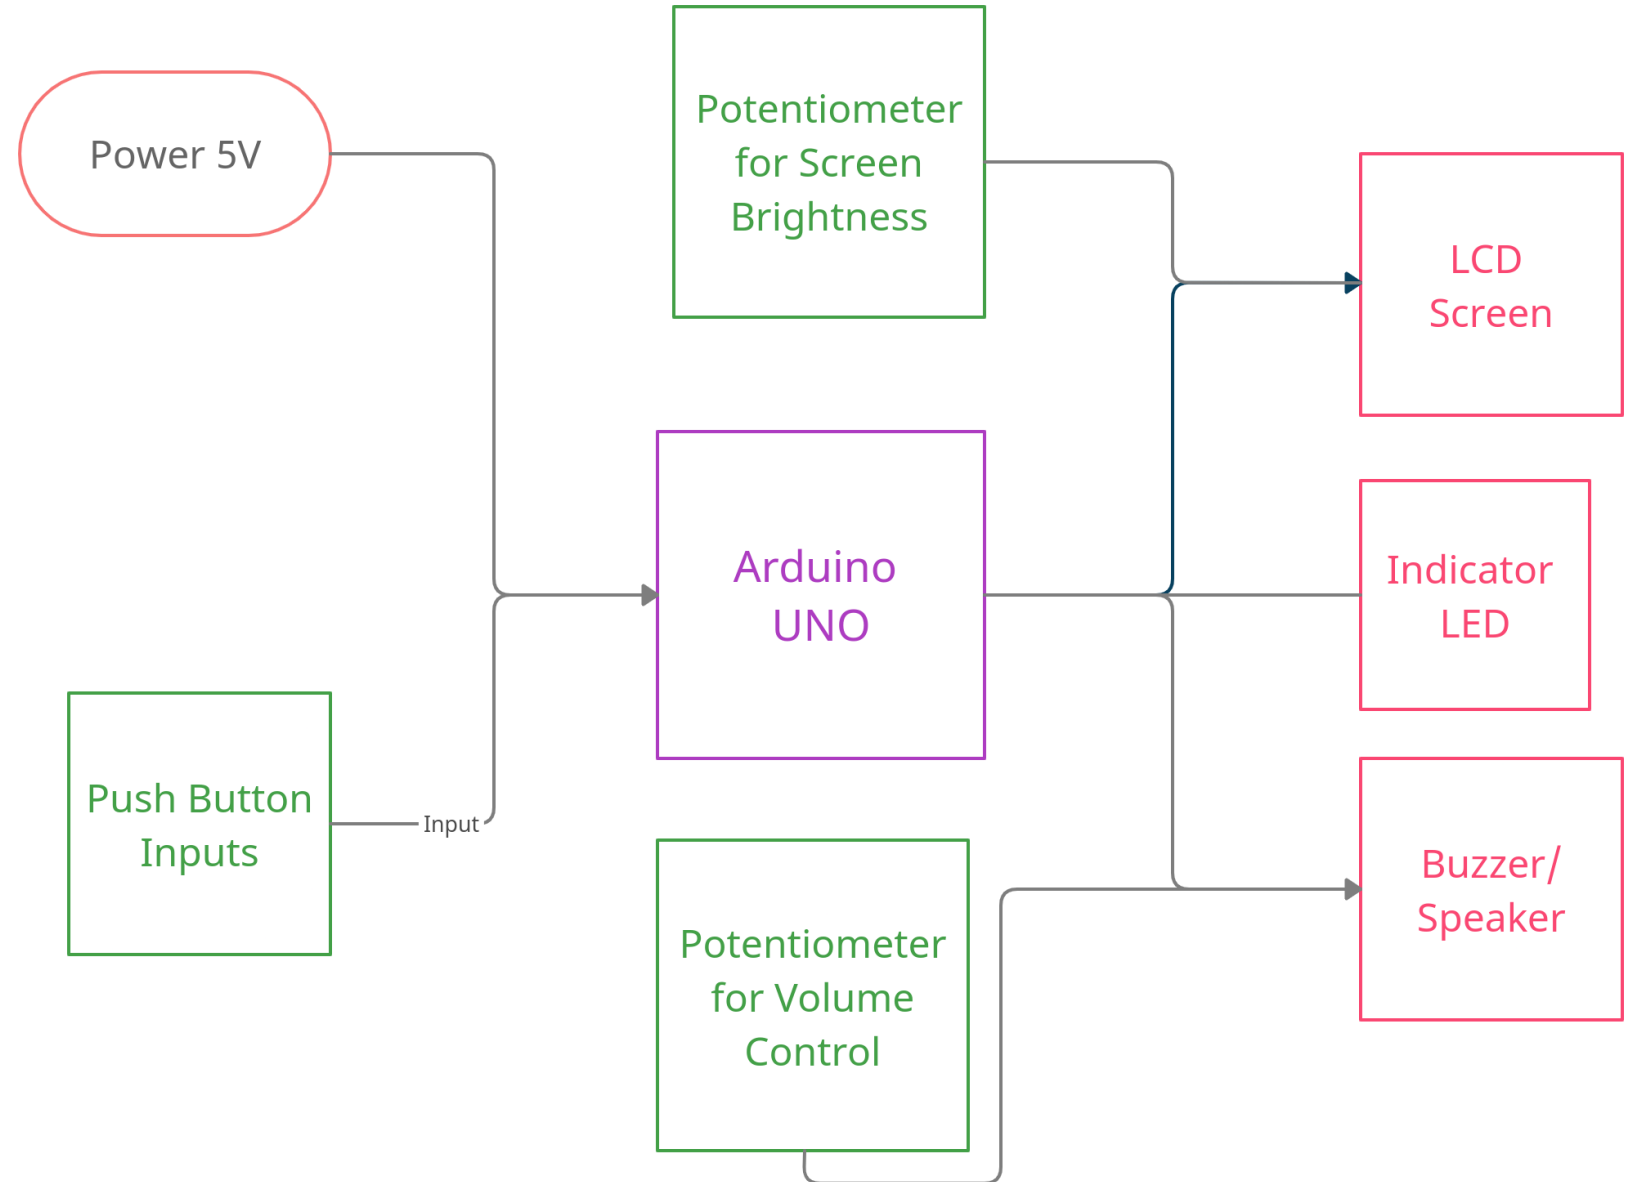 Power 5V
Potentiometer
for Screen
Brightness
LCD
Screen
Arduino
UNO
Indicator
LED
Push Button
Inputs
Input
Potentiometer
for Volume
Control
Buzzer/
Speaker